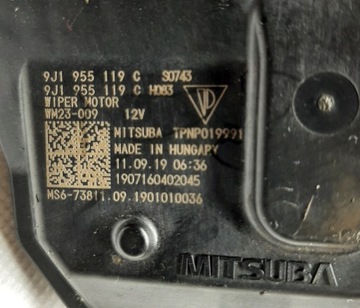 9J1 955 119 C S0743
9J1 955 119 C H083
WIPER MOTOR
WM23-009 12V
MITSUBA TPNP019991
MADE IN HUNGARY
11.09.19 06:36
1907160402045
MS6-73811.09.1901010036
MITSUBA